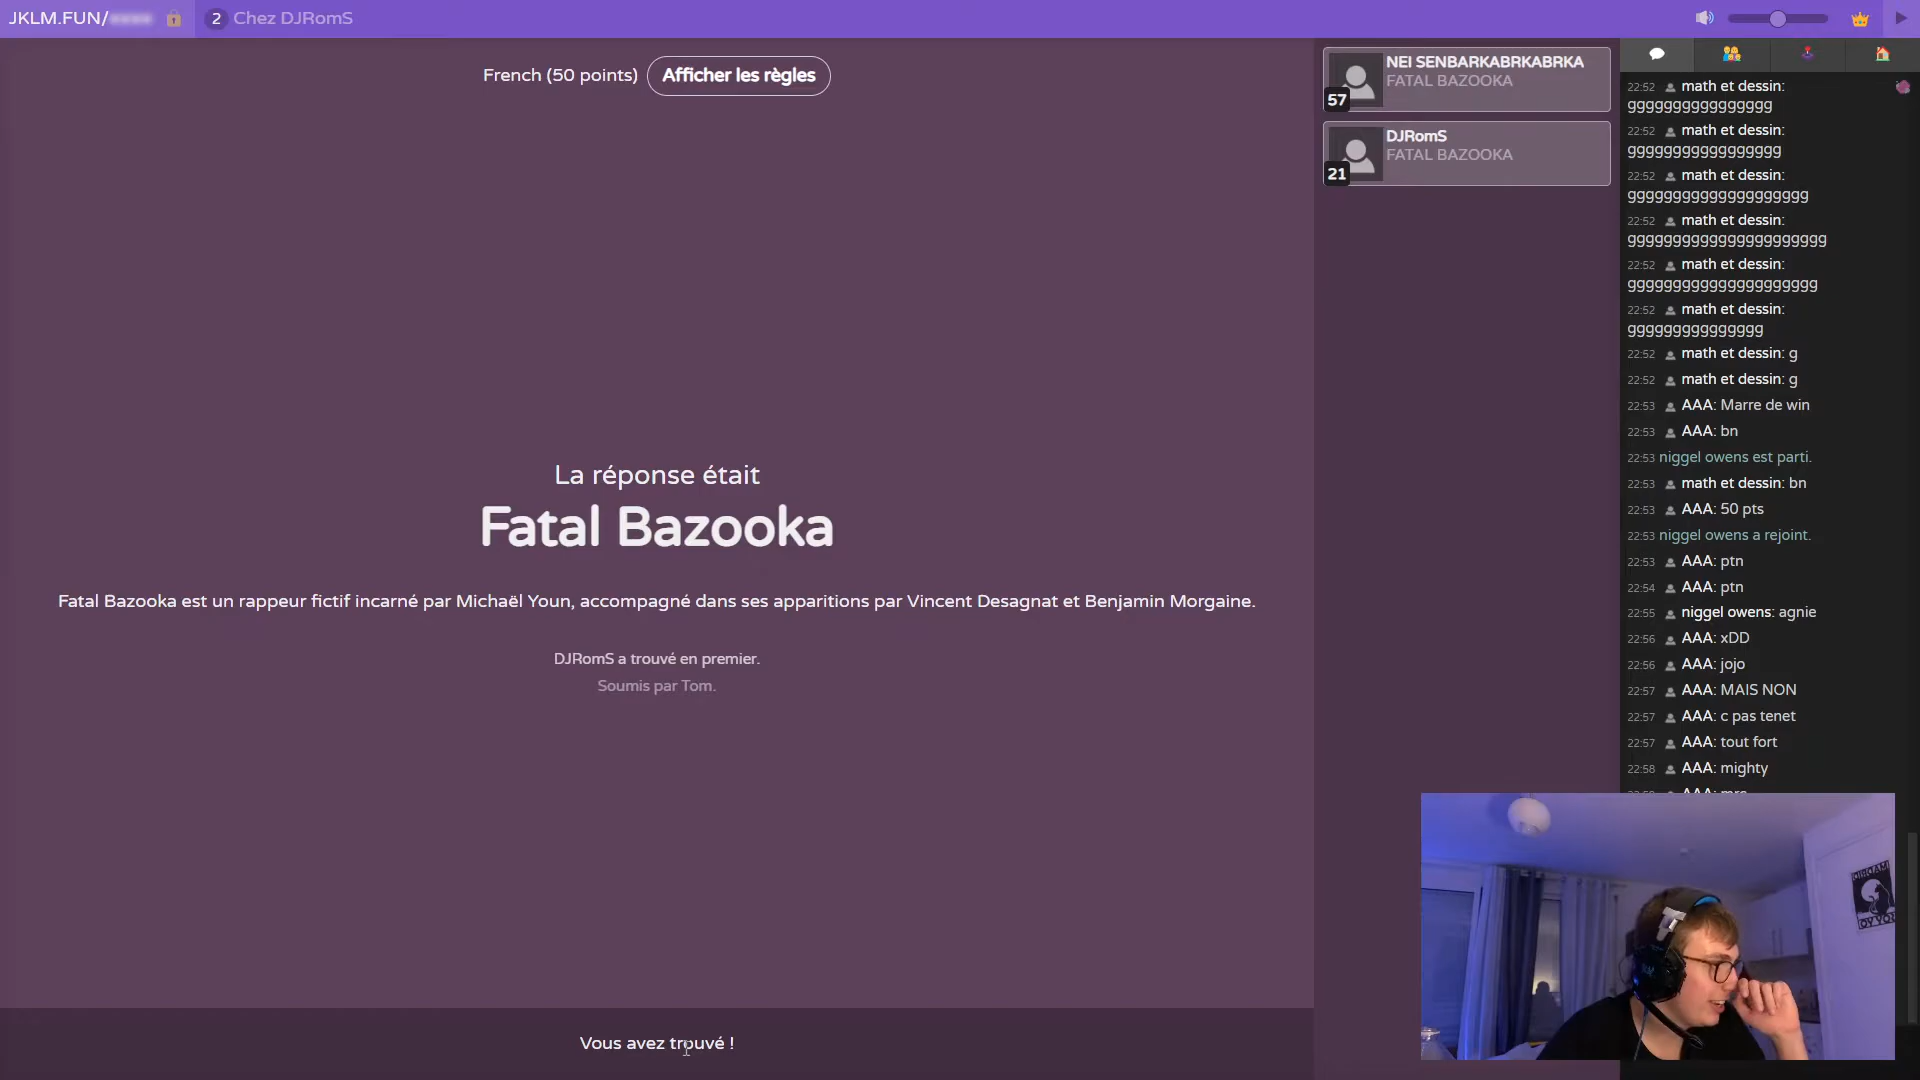 JKLM.FUN/
2 Chez DJRomS
French (50 points) Afficher les règles
La réponse était
Fatal Bazooka
Fatal Bazooka est un rappeur fictif incarné par Michaël Youn, accompagné dans ses apparitions par Vincent Desagnat et Benjamin Morgaine.
DJRomS a trouvé en premier.
Soumis par Tom.
Vous avez trouvé !
NEI SENBARKABRKABRKA
FATAL BAZOOKA
57
DJRomS
FATAL BAZOOKA
21
22:52 math et dessin:
gggggggggggggggg
22:52 math et dessin:
ggggggggggggggggg
22:52 math et dessin:
gggggggggggggggggggg
22:52 math et dessin:
gggggggggggggggggggggg
22:52 math et dessin:
ggggggggggggggggggggg
22:52 math et dessin:
ggggggggggggggg
22:52 math et dessin: g
22:52 math et dessin: g
22:53 AAA: Marre de win
22:53 AAA: bn
22:53 niggel owens est parti.
22:53 math et dessin: bn
22:53 AAA: 50 pts
22:53 niggel owens a rejoint.
22:53 AAA: ptn
22:54 AAA: ptn
22:55 niggel owens: agnie
22:56 AAA: xDD
22:56 AAA: jojo
22:57 AAA: MAIS NON
22:57 AAA: c pas tenet
22:57 AAA: tout fort
22:58 AAA: mighty